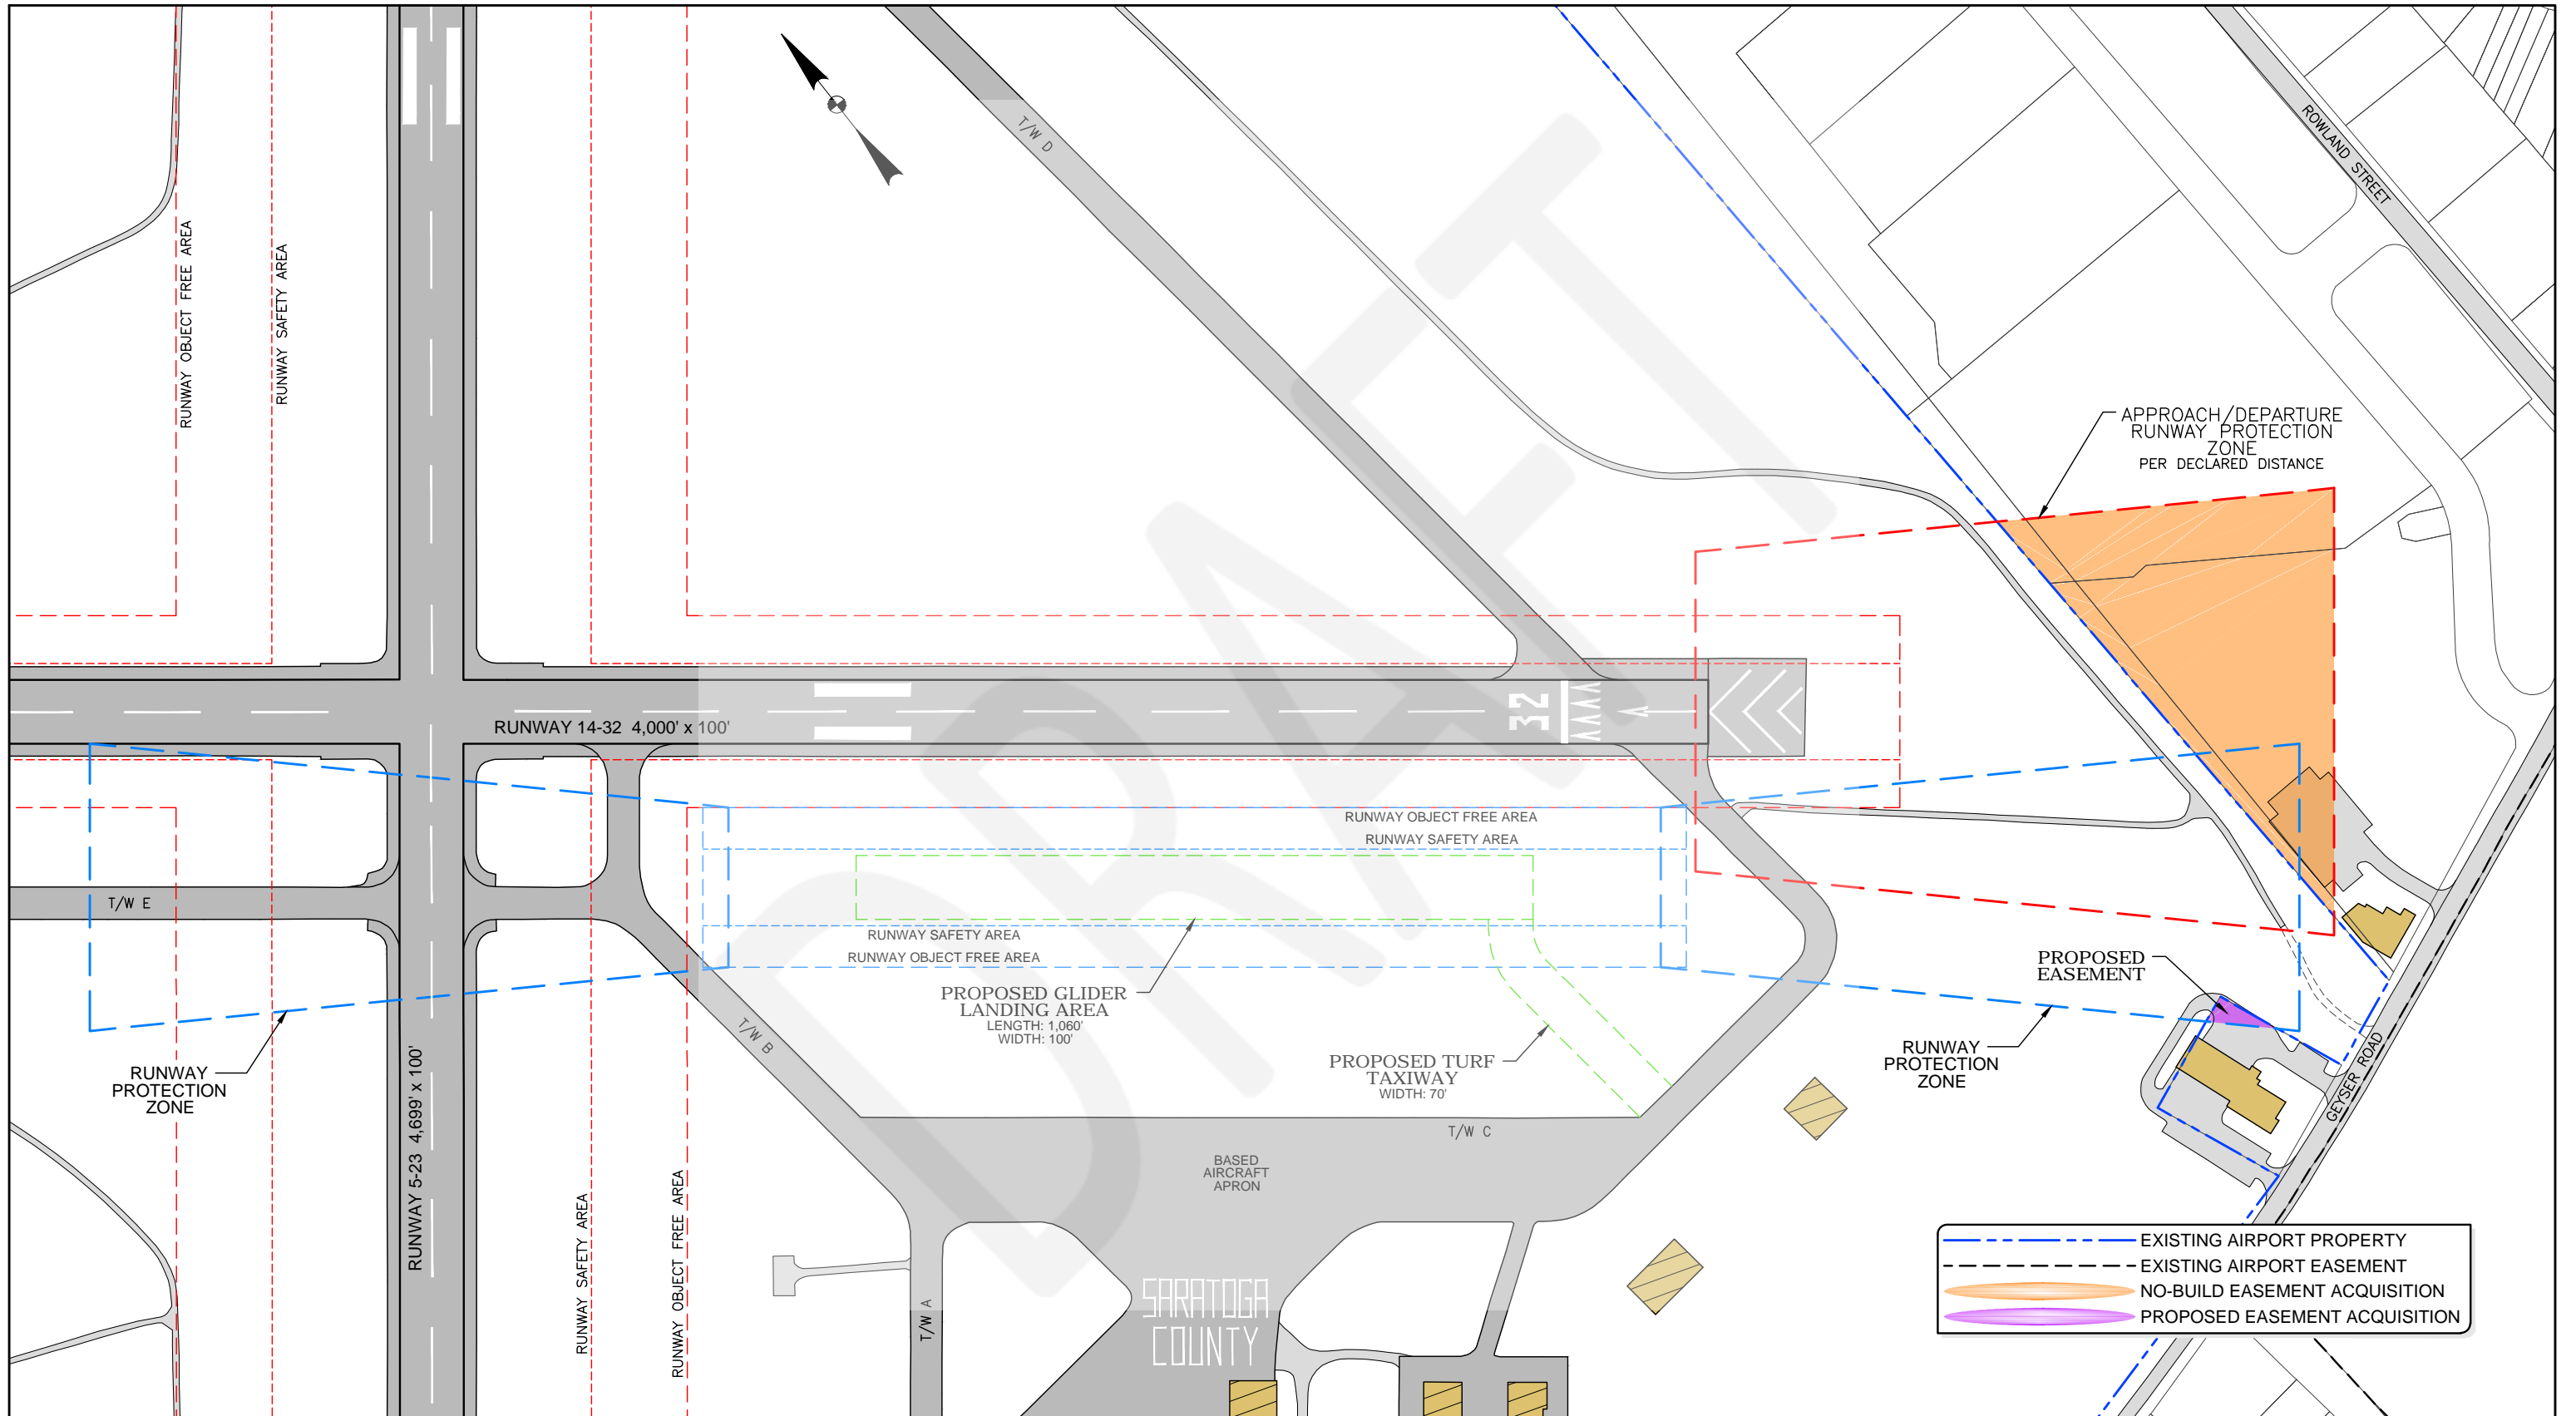 T/W D
ROWLAND STREET
RUNWAY OBJECT FREE AREA
RUNWAY SAFETY AREA
APPROACH/DEPARTURE
RUNWAY PROTECTION
ZONE
PER DECLARED DISTANCE
DRAFT
32
RUNWAY 14-32 4,000' x 100'
RUNWAY OBJECT FREE AREA
RUNWAY SAFETY AREA
T/W E
RUNWAY SAFETY AREA
RUNWAY OBJECT FREE AREA
PROPOSED GLIDER
LANDING AREA
LENGTH: 1,060'
WIDTH: 100'
PROPOSED
EASEMENT
T/W B
PROPOSED TURF
TAXIWAY
WIDTH: 70'
RUNWAY
PROTECTION
ZONE
RUNWAY
PROTECTION
ZONE
RUNWAY 5-23 4,699' x 100'
GEYSER ROAD
T/W C
BASED
AIRCRAFT
APRON
RUNWAY SAFETY AREA
RUNWAY OBJECT FREE AREA
T/W A
SARATOGA
COUNTY
EXISTING AIRPORT PROPERTY
EXISTING AIRPORT EASEMENT
NO-BUILD EASEMENT ACQUISITION
PROPOSED EASEMENT ACQUISITION